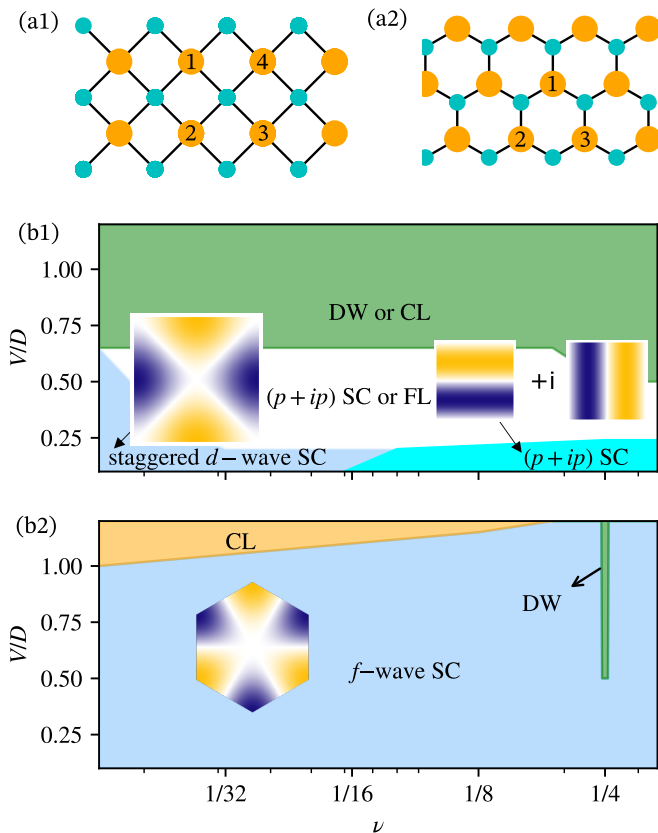 (a1)
(a2)
1
4
2
3
1
2
3
(b1)
V/D
1.00
0.75
0.50
0.25
DW or CL
(p + ip) SC or FL
+i
staggered d − wave SC
(p + ip) SC
(b2)
V/D
1.00
0.75
0.50
0.25
CL
DW
f−wave SC
1/32
1/16
1/8
1/4
ν